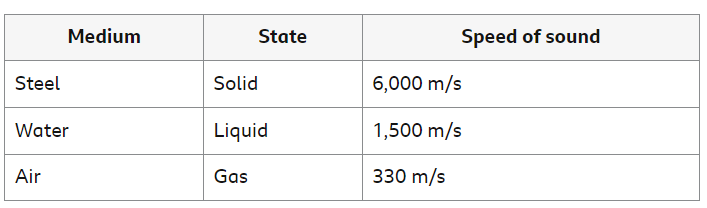 Medium State Speed of sound
Steel Solid 6,000 m/s
Water Liquid 1,500 m/s
Air Gas 330 m/s